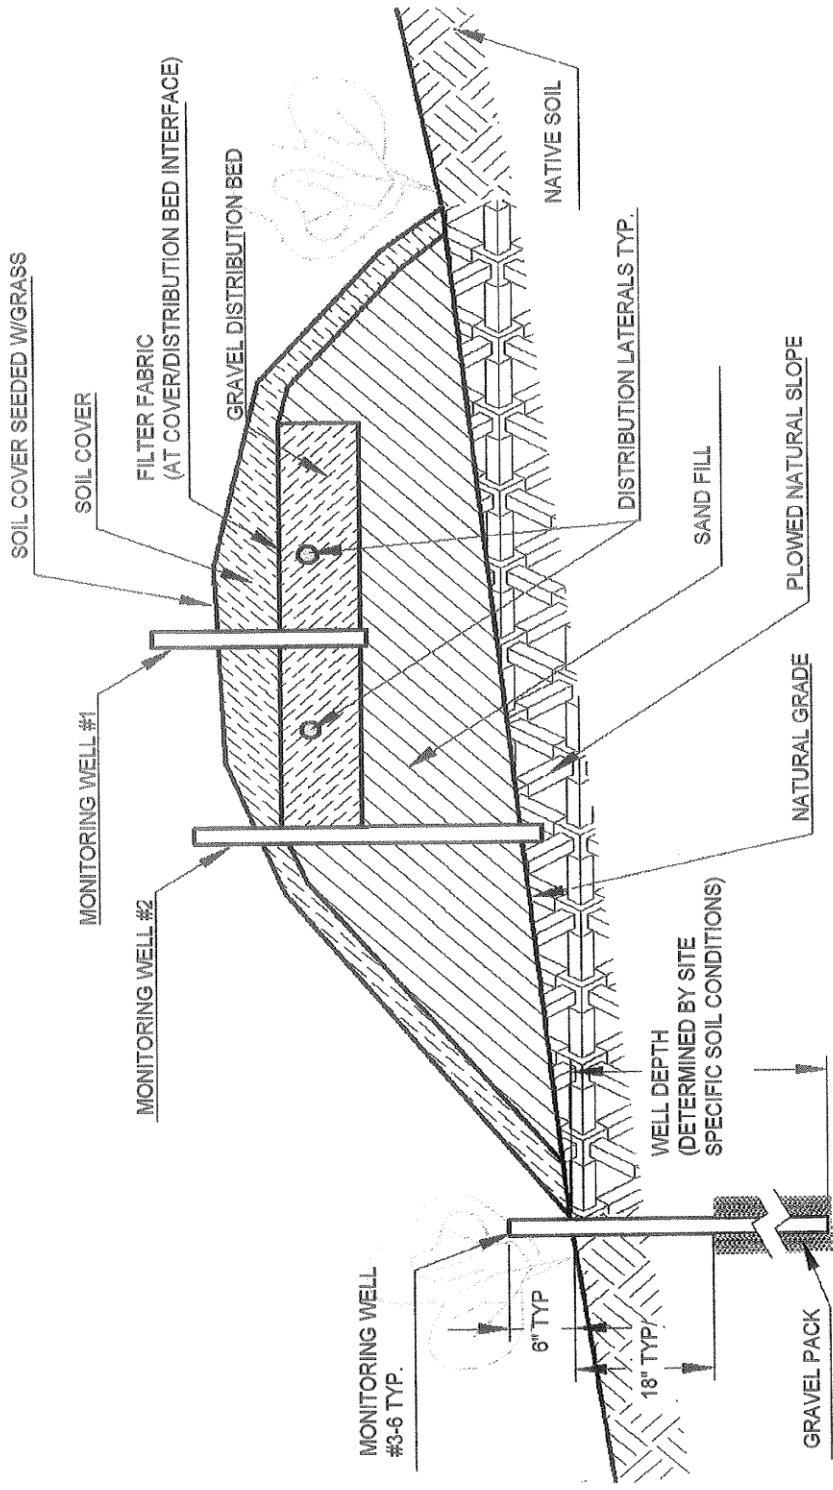 SOIL COVER SEEDED W/GRASS
SOIL COVER
FILTER FABRIC
(AT COVER/DISTRIBUTION BED INTERFACE)
GRAVEL DISTRIBUTION BED
MONITORING WELL #1
MONITORING WELL #2
MONITORING WELL
#3-6 TYP.
6" TYP
18" TYP.
GRAVEL PACK
WELL DEPTH
(DETERMINED BY SITE
SPECIFIC SOIL CONDITIONS)
NATURAL GRADE
PLOWED NATURAL SLOPE
SAND FILL
DISTRIBUTION LATERALS TYP.
NATIVE SOIL